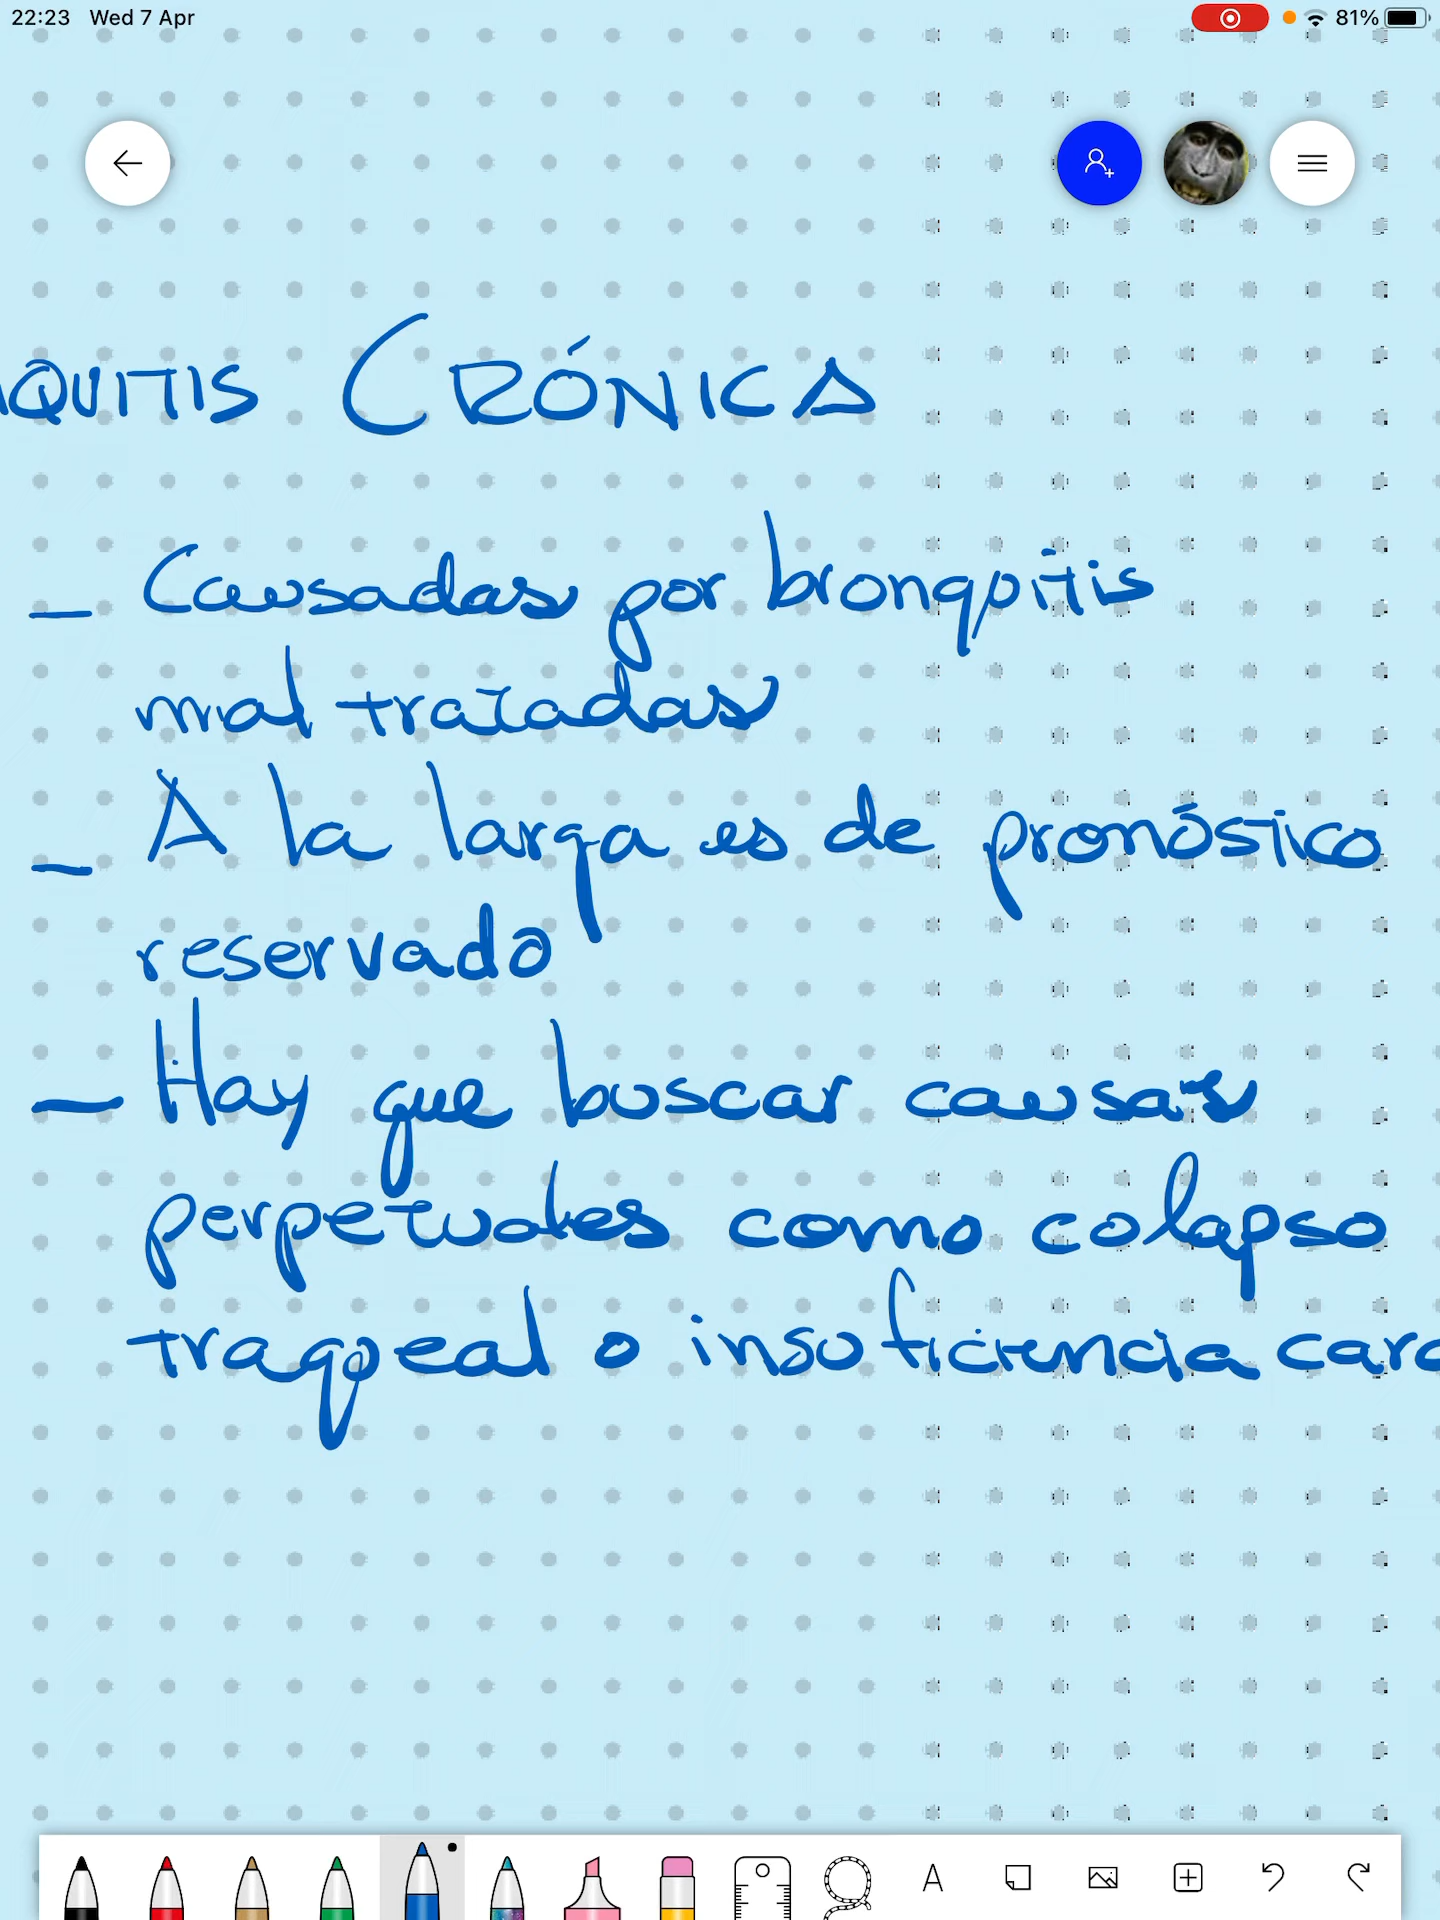 22:23 Wed 7 Apr 81%
NQUITIS CRÓNICA
- Causadas por bronquitis
mal tratadas
- A la larga es de pronóstico
reservado
- Hay que buscar causas
perpetuales como colapso
traqueal o insuficiencia card
A